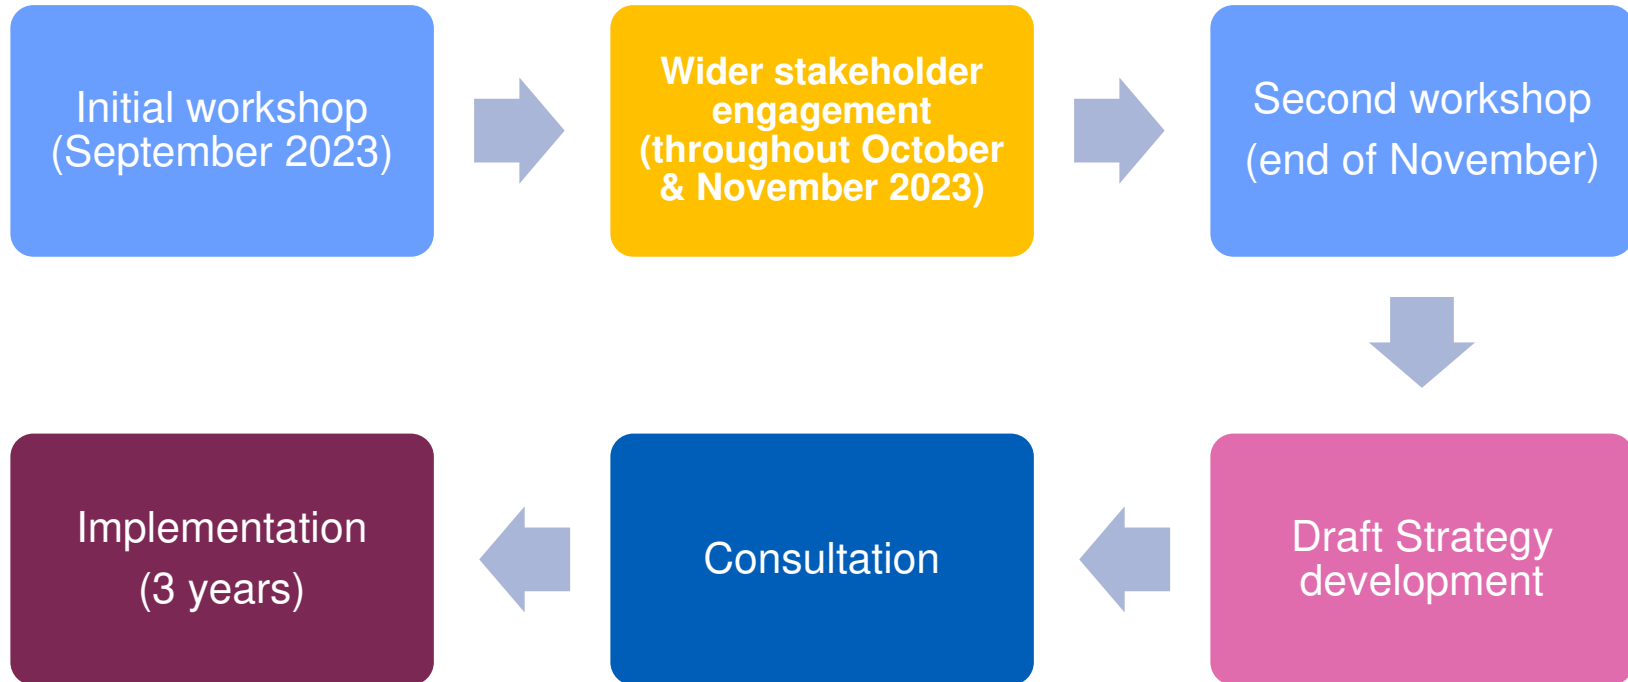 Initial workshop
(September 2023)
Wider stakeholder
engagement
(throughout October
& November 2023)
Second workshop
(end of November)
Draft Strategy
development
Consultation
Implementation
(3 years)